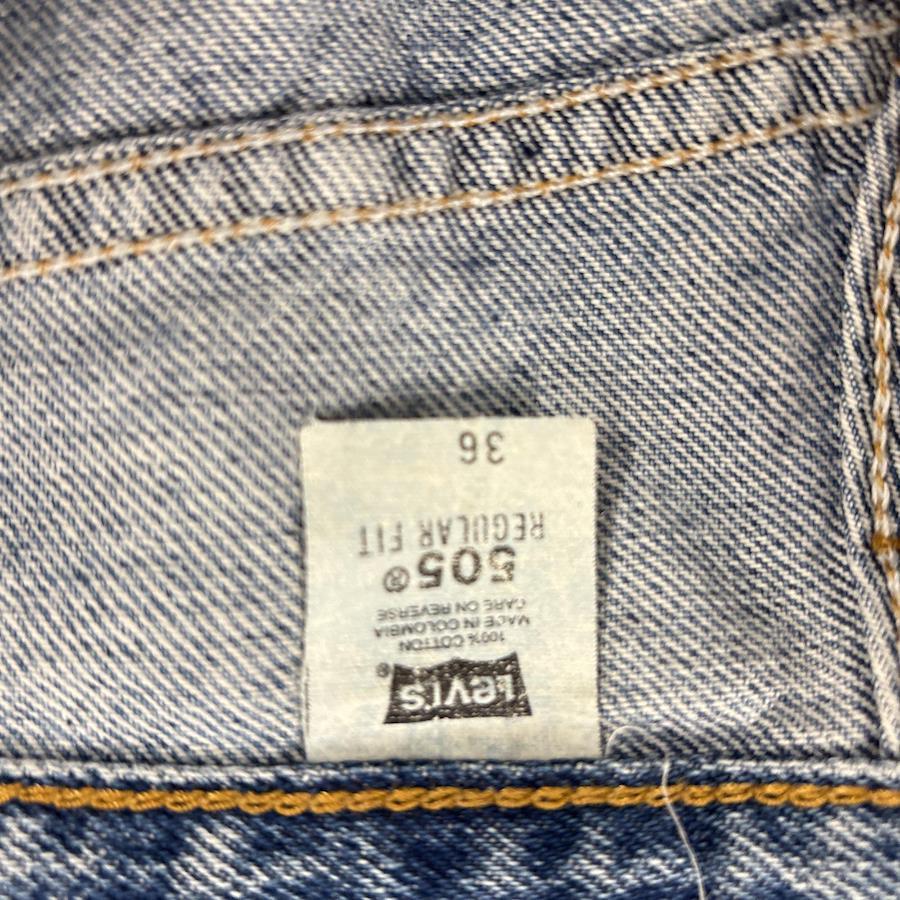 Levi's®
100% COTTON
MADE IN COLOMBIA
CARE ON REVERSE
505®
REGULAR FIT
36